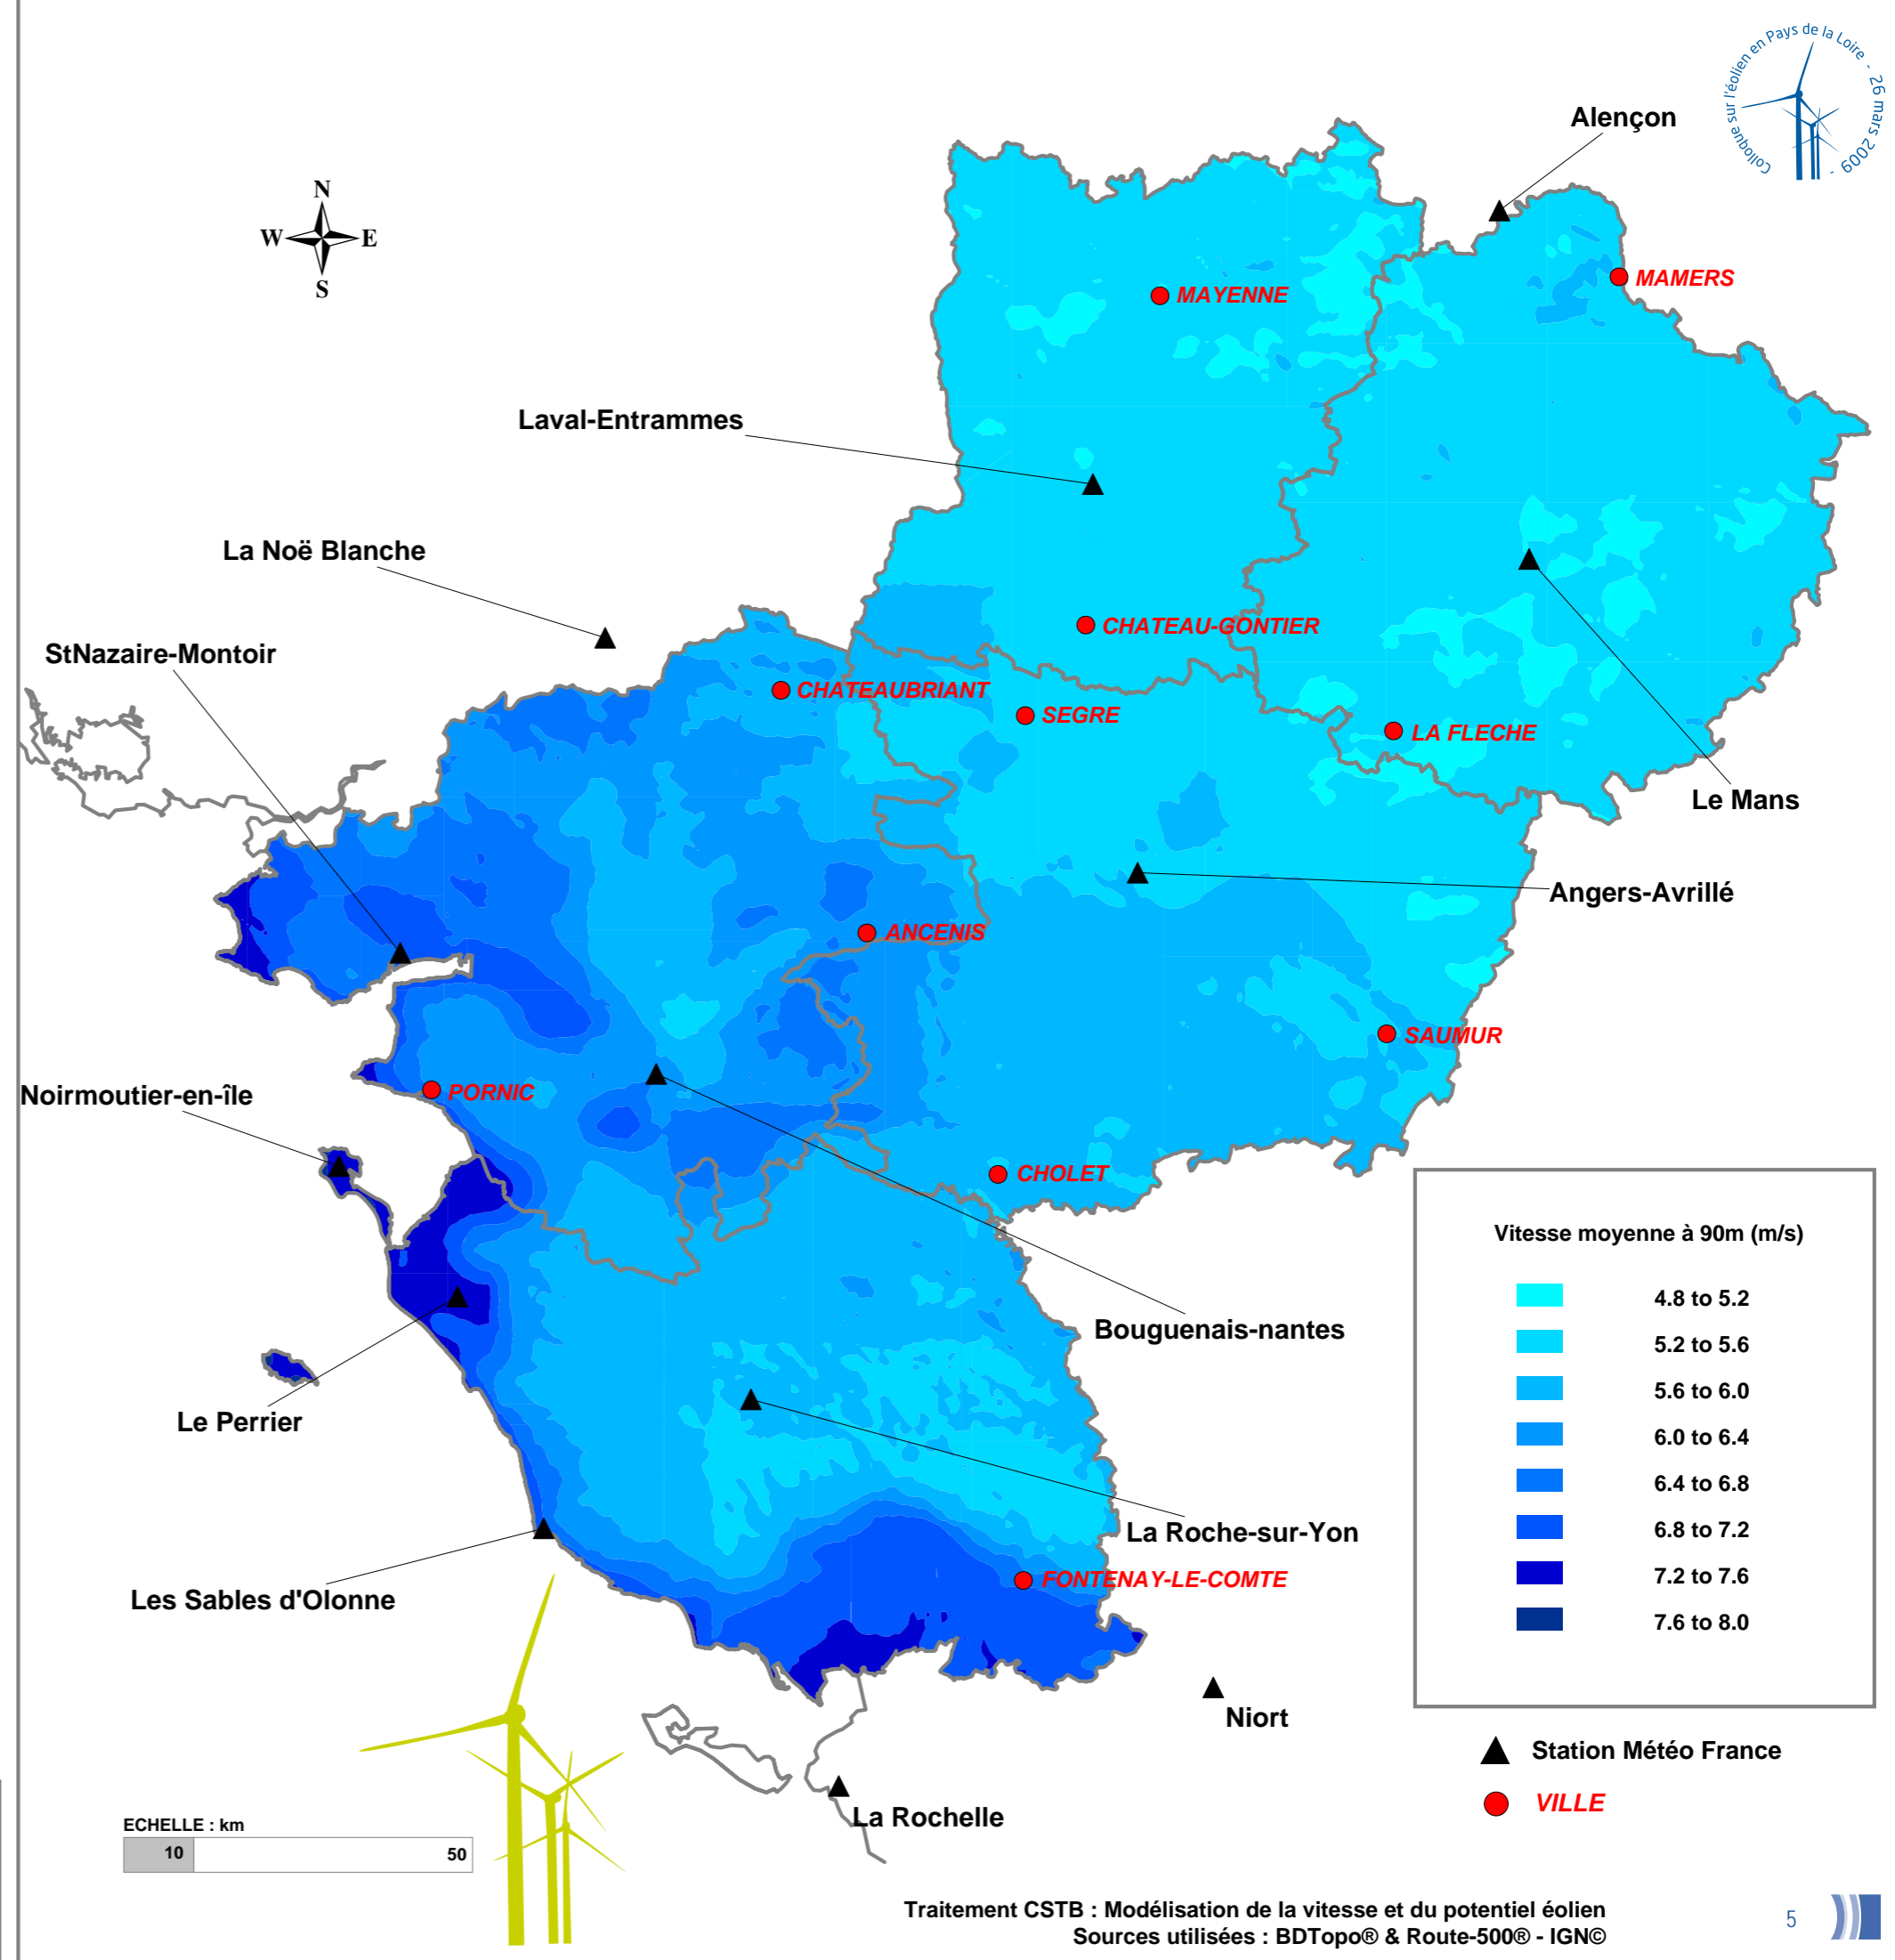 Colloque sur l'éolien en Pays de la Loire - 26 mars 2009 -
Alençon
N
W
E
S
MAMERS
MAYENNE
Laval-Entrammes
La Noë Blanche
CHATEAU-GONTIER
StNazaire-Montoir
CHATEAUBRIANT
SEGRE
LA FLECHE
Le Mans
Angers-Avrillé
ANCENIS
SAUMUR
Noirmoutier-en-île
PORNIC
CHOLET
Vitesse moyenne à 90m (m/s)
4.8 to 5.2
5.2 to 5.6
5.6 to 6.0
6.0 to 6.4
6.4 to 6.8
6.8 to 7.2
7.2 to 7.6
7.6 to 8.0
Bouguenais-nantes
Le Perrier
La Roche-sur-Yon
Les Sables d'Olonne
FONTENAY-LE-COMTE
Niort
Station Météo France
VILLE
La Rochelle
ECHELLE : km
10
50
Traitement CSTB : Modélisation de la vitesse et du potentiel éolien
Sources utilisées : BDTopo® & Route-500® - IGN©
5